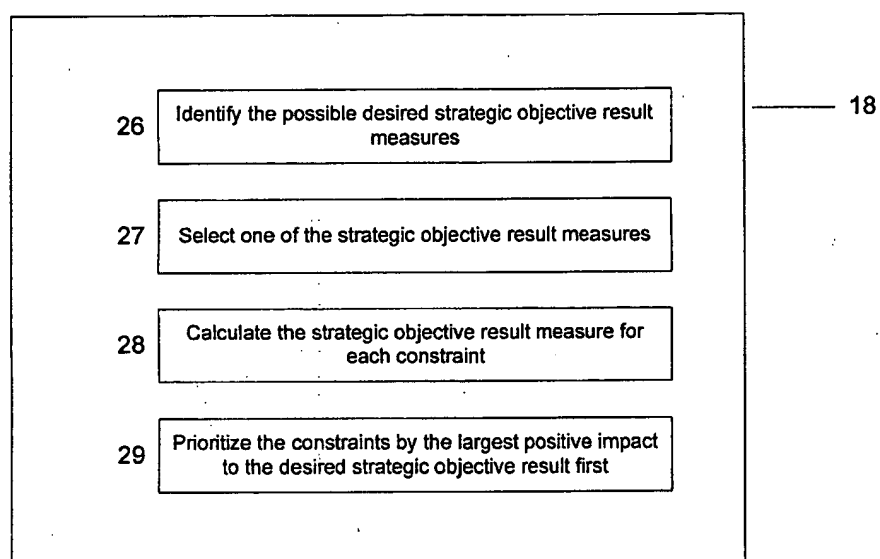 18
26
Identify the possible desired strategic objective result
measures
27
Select one of the strategic objective result measures
28
Calculate the strategic objective result measure for
each constraint
29
Prioritize the constraints by the largest positive impact
to the desired strategic objective result first